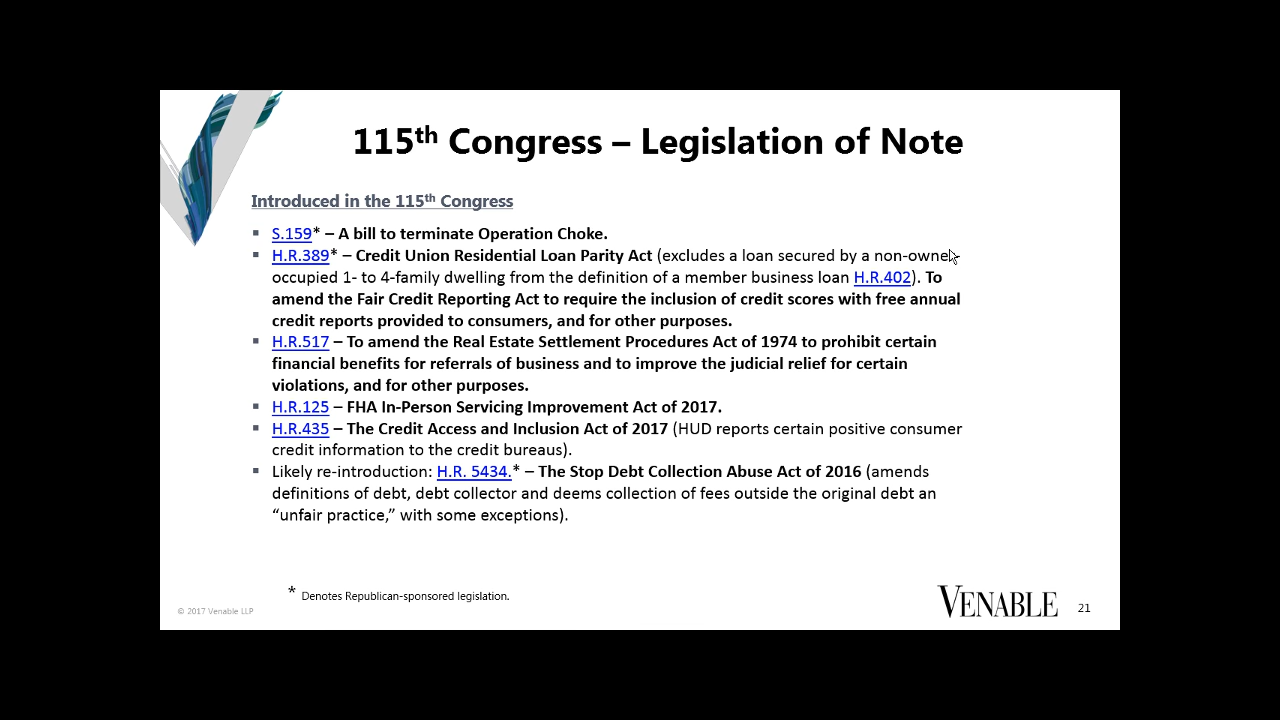 115th Congress – Legislation of Note
Introduced in the 115th Congress
▪ S.159* – A bill to terminate Operation Choke.
▪ H.R.389* – Credit Union Residential Loan Parity Act (excludes a loan secured by a non-owner-
occupied 1- to 4-family dwelling from the definition of a member business loan H.R.402). To
amend the Fair Credit Reporting Act to require the inclusion of credit scores with free annual
credit reports provided to consumers, and for other purposes.
▪ H.R.517 – To amend the Real Estate Settlement Procedures Act of 1974 to prohibit certain
financial benefits for referrals of business and to improve the judicial relief for certain
violations, and for other purposes.
▪ H.R.125 – FHA In-Person Servicing Improvement Act of 2017.
▪ H.R.435 – The Credit Access and Inclusion Act of 2017 (HUD reports certain positive consumer
credit information to the credit bureaus).
▪ Likely re-introduction: H.R. 5434.* – The Stop Debt Collection Abuse Act of 2016 (amends
definitions of debt, debt collector and deems collection of fees outside the original debt an
“unfair practice,” with some exceptions).
* Denotes Republican-sponsored legislation.
© 2017 Venable LLP
VENABLE
21